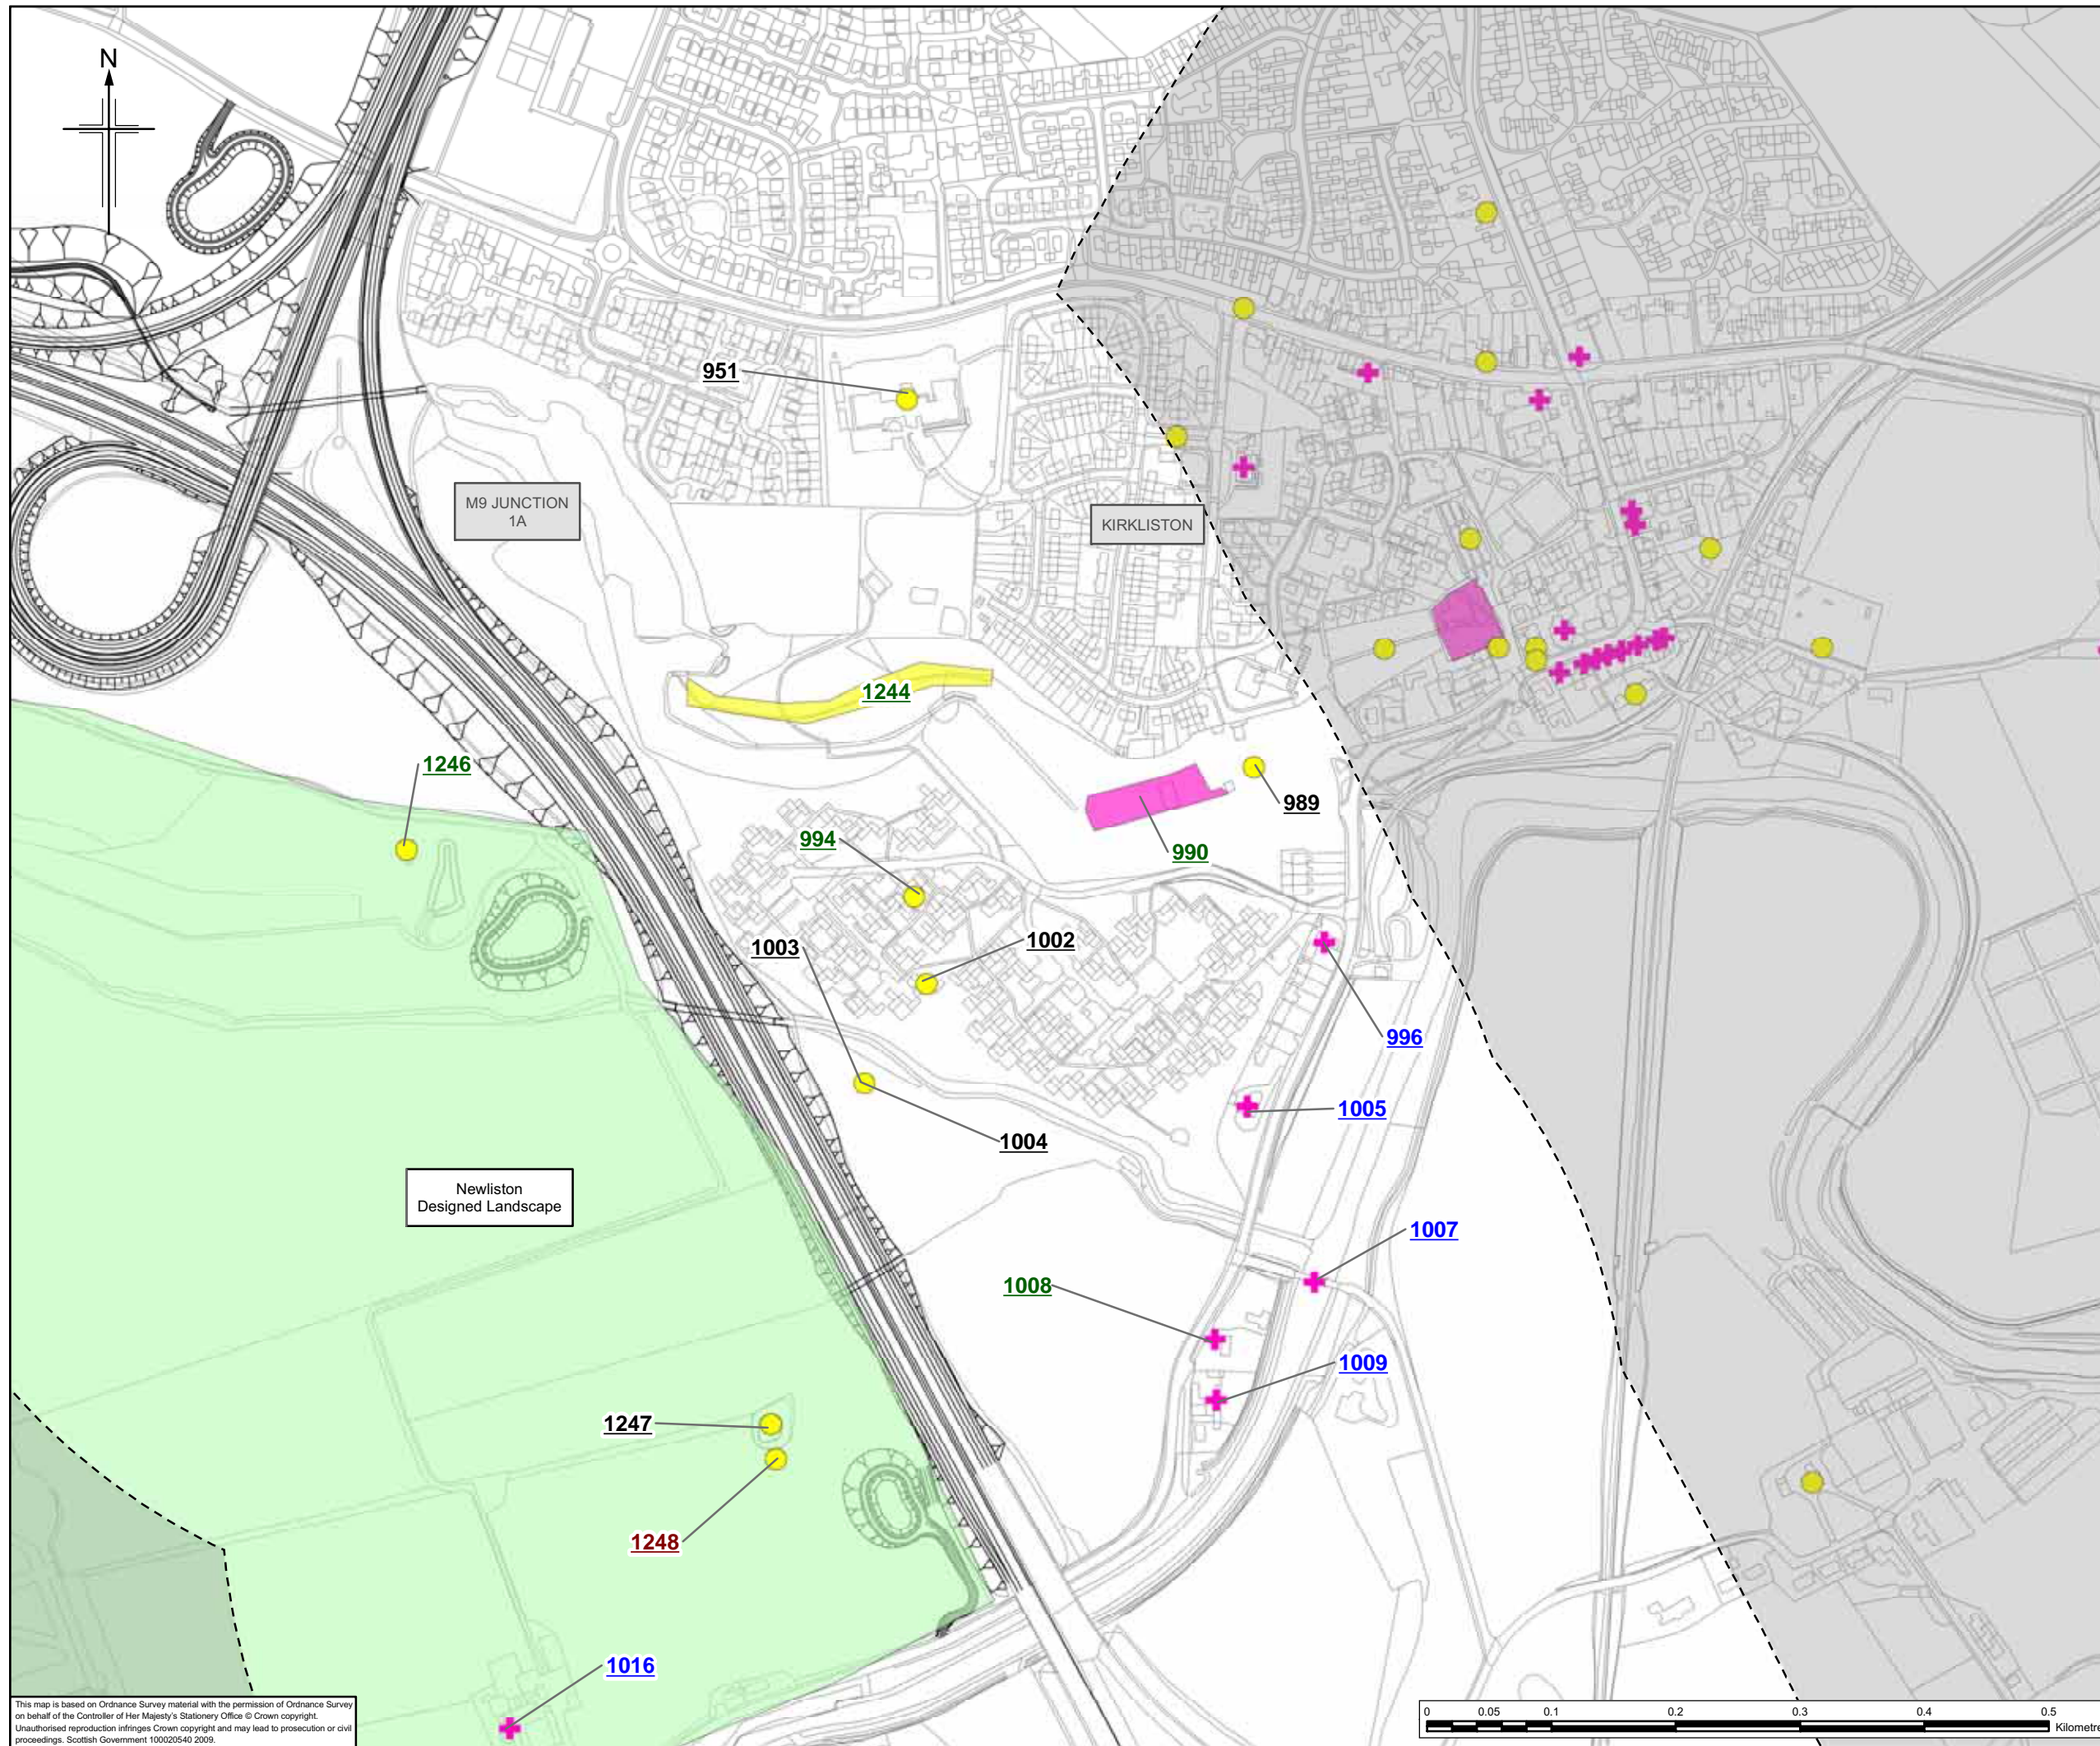 N
951
M9 JUNCTION
1A
KIRKLISTON
1244
1246
989
994
990
1003
1002
996
1005
1004
Newliston
Designed Landscape
1007
1008
1009
1247
1248
1016
This map is based on Ordnance Survey material with the permission of Ordnance Survey
on behalf of the Controller of Her Majesty's Stationery Office © Crown copyright.
Unauthorised reproduction infringes Crown copyright and may lead to prosecution or civil
proceedings. Scottish Government 100020540 2009.
0 0.05 0.1 0.2 0.3 0.4 0.5
Kilometre